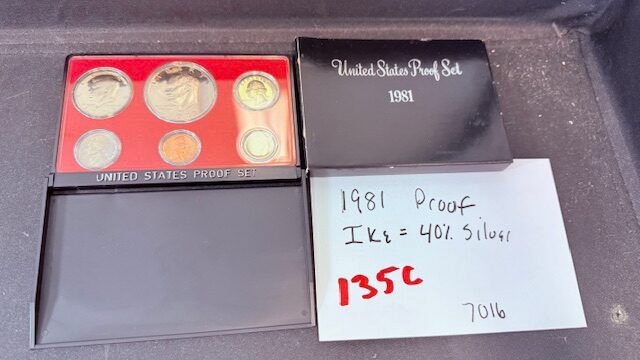 United States Proof Set
1981
UNITED STATES PROOF SET
1981 Proof
IKE = 40% Silver
135C
7016